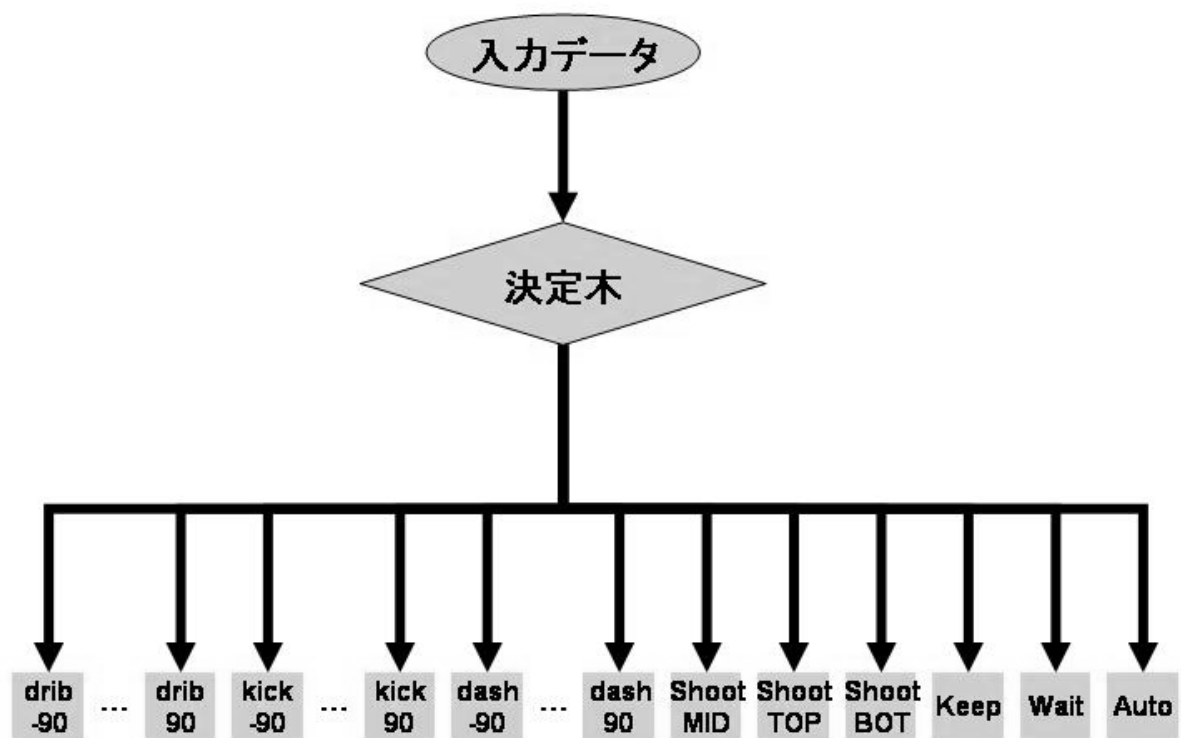 入力データ
決定木
drib
-90
...
drib
90
kick
-90
...
kick
90
dash
-90
...
dash
90
Shoot
MID
Shoot
TOP
Shoot
BOT
Keep
Wait
Auto